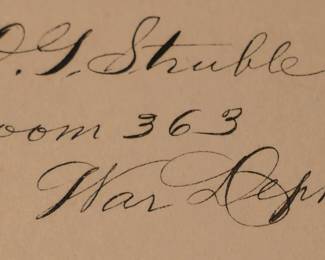 O.G. Struble
oom 363
War Dep